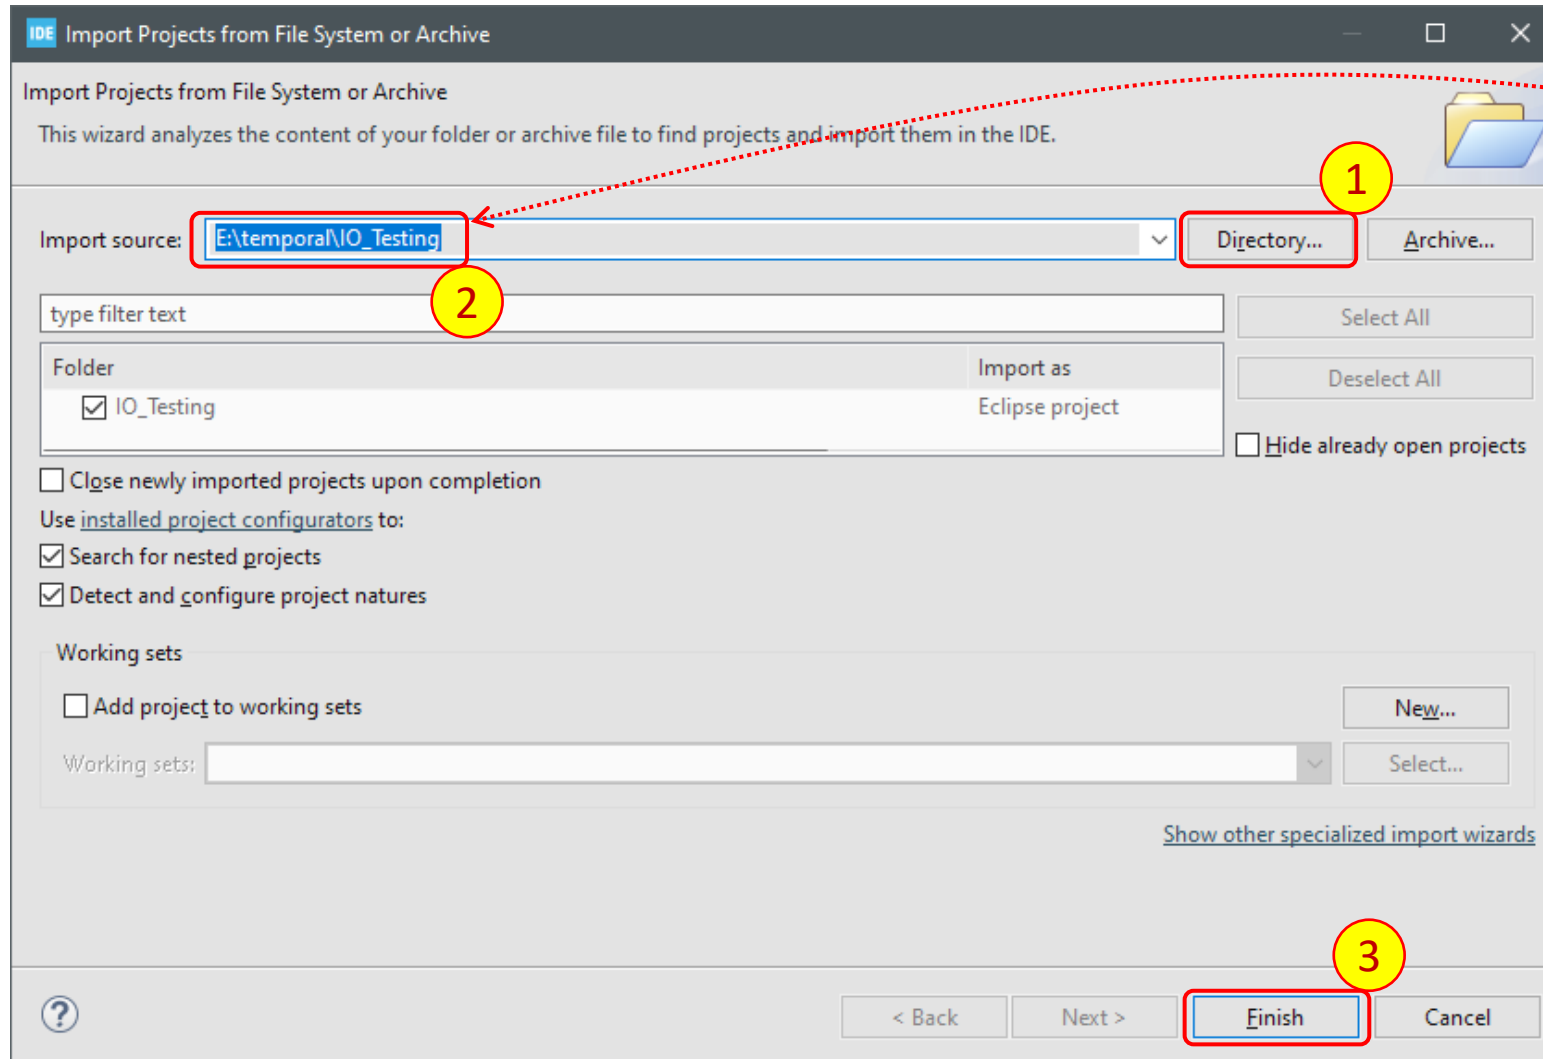 IDE Import Projects from File System or Archive
Import Projects from File System or Archive
This wizard analyzes the content of your folder or archive file to find projects and import them in the IDE.
1
Import source: E:\temporal\IO_Testing Directory... Archive...
2
type filter text Select All
Folder Import as
Deselect All
IO_Testing Eclipse project
Hide already open projects
Close newly imported projects upon completion
Use installed project configurators to:
Search for nested projects
Detect and configure project natures
Working sets
Add project to working sets New...
Working sets: Select...
Show other specialized import wizards
3
? < Back Next > Finish Cancel